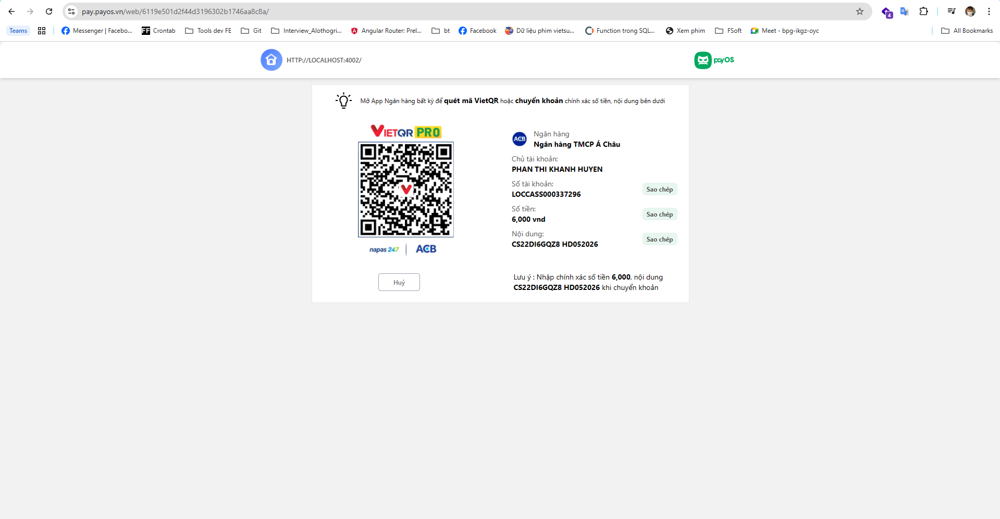 pay.payos.vn/web/6119e501d2f44d3196302b1746aa8c8a/
4
Teams
Messenger | Facebo...
Crontab
Tools dev FE
Git
Interview_Alothogri...
Angular Router: Prel...
bt
Facebook
Dữ liệu phim vietsu...
Function trong SQL...
Xem phim
FSoft
Meet - bpg-ikgz-oyc
All Bookmarks
HTTP://LOCALHOST:4002/
payOS
Mở App Ngân hàng bất kỳ để quét mã VietQR hoặc chuyển khoản chính xác số tiền, nội dung bên dưới
VIETQR PRO
napas 247
ACB
Huỷ
ACB
Ngân hàng
Ngân hàng TMCP Á Châu
Chủ tài khoản:
PHAN THI KHANH HUYEN
Số tài khoản:
LOCCASS000337296
Sao chép
Số tiền:
6,000 vnd
Sao chép
Nội dung:
CS22DI6GQZ8 HD052026
Sao chép
Lưu ý : Nhập chính xác số tiền 6,000, nội dung
CS22DI6GQZ8 HD052026 khi chuyển khoản